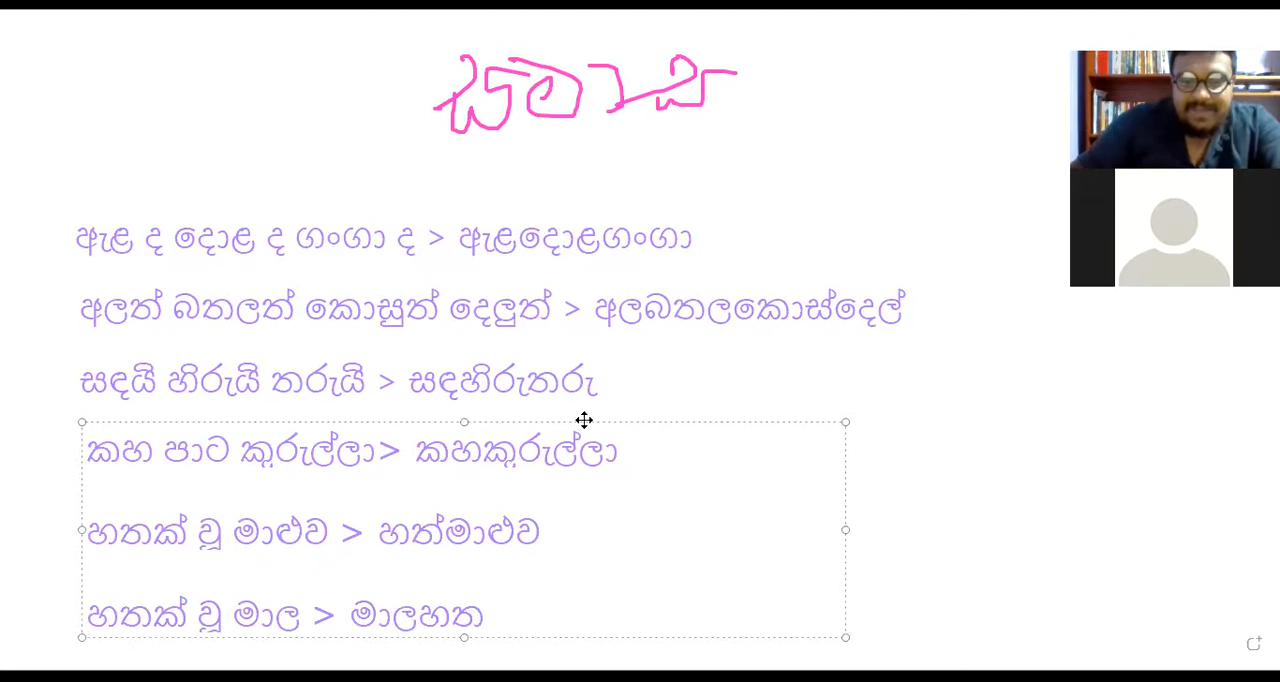 සමාස
ඇළ ද දොළ ද ගංගා ද > ඇළදොළගංගා
අලත් බතලත් කොසුත් දෙලුත් > අලබතලකොස්දෙල්
සඳයි හිරුයි තරුයි > සඳහිරුතරු
කහ පාට කුරුල්ලා> කහකුරුල්ලා
හතක් වූ මාළුව > හත්මාළුව
හතක් වූ මාල > මාලහත